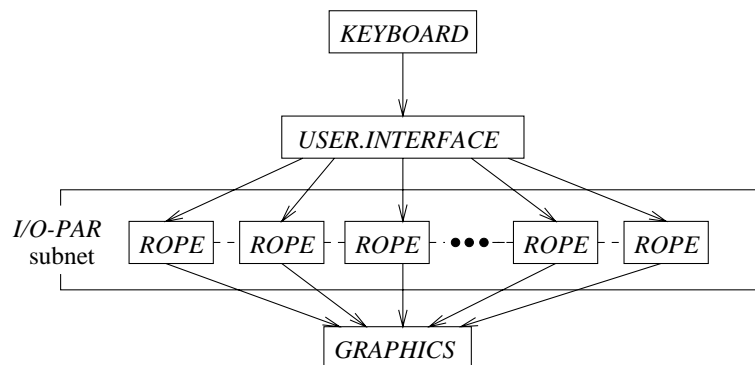 KEYBOARD
USER.INTERFACE
I/O-PAR
subnet
ROPE ROPE ROPE ROPE ROPE
GRAPHICS